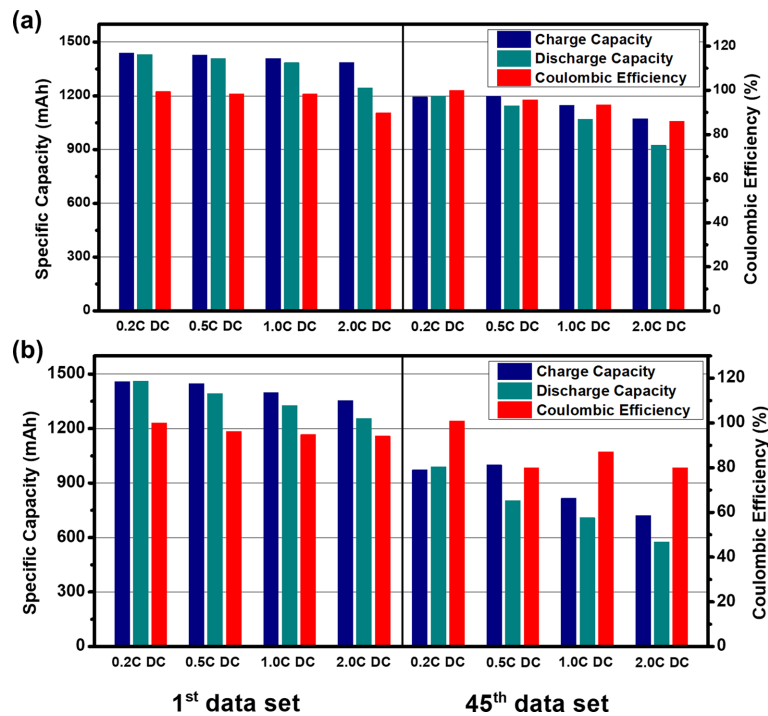 (a)
Specific Capacity (mAh)
1500
1200
900
600
300
0
Charge Capacity
Discharge Capacity
Coulombic Efficiency
120
100
80
60
40
20
0
Coulombic Efficiency (%)
0.2C DC 0.5C DC 1.0C DC 2.0C DC 0.2C DC 0.5C DC 1.0C DC 2.0C DC
(b)
Specific Capacity (mAh)
1500
1200
900
600
300
0
Charge Capacity
Discharge Capacity
Coulombic Efficiency
120
100
80
60
40
20
0
Coulombic Efficiency (%)
0.2C DC 0.5C DC 1.0C DC 2.0C DC 0.2C DC 0.5C DC 1.0C DC 2.0C DC
1st data set 45th data set